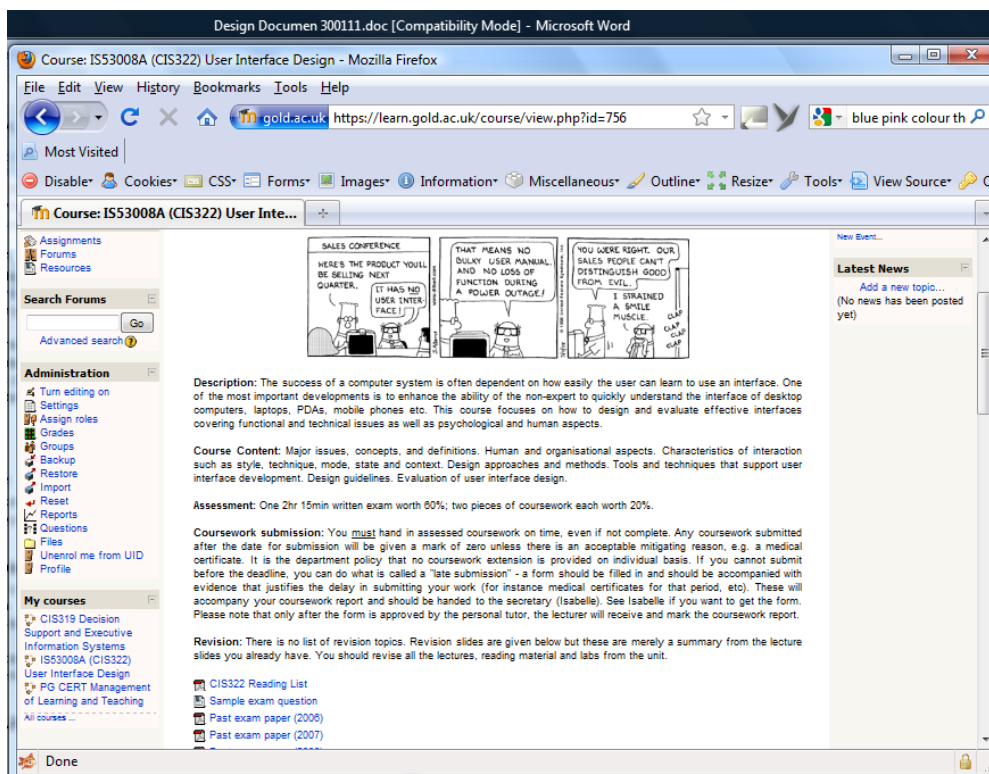 Design Documen 300111.doc [Compatibility Mode] - Microsoft Word
Course: IS53008A (CIS322) User Interface Design - Mozilla Firefox
File Edit View History Bookmarks Tools Help
gold.ac.uk https://learn.gold.ac.uk/course/view.php?id=756
blue pink colour th
Most Visited
Disable Cookies CSS Forms Images Information Miscellaneous Outline Resize Tools View Source
Course: IS53008A (CIS322) User Inte...
Assignments
Forums
Resources
Search Forums
Go
Advanced search
Administration
Turn editing on
Settings
Assign roles
Grades
Groups
Backup
Restore
Import
Reset
Reports
Questions
Files
Unenrol me from UID
Profile
My courses
CIS319 Decision
Support and Executive
Information Systems
IS53008A (CIS322)
User Interface Design
PG CERT Management
of Learning and Teaching
All courses ...
SALES CONFERENCE
HERE'S THE PRODUCT YOU'LL
BE SELLING NEXT
QUARTER.
IT HAS NO
USER INTER-
FACE!
THAT MEANS NO
BULKY USER MANUAL.
AND NO LOSS OF
FUNCTION DURING
A POWER OUTAGE!
YOU WERE RIGHT. OUR
SALES PEOPLE CAN'T
DISTINGUISH GOOD
FROM EVIL.
I STRAINED
A SMILE
MUSCLE.
CLAP
CLAP
CLAP
CLAP
Description: The success of a computer system is often dependent on how easily the user can learn to use an interface. One
of the most important developments is to enhance the ability of the non-expert to quickly understand the interface of desktop
computers, laptops, PDAs, mobile phones etc. This course focuses on how to design and evaluate effective interfaces
covering functional and technical issues as well as psychological and human aspects.
Course Content: Major issues, concepts, and definitions. Human and organisational aspects. Characteristics of interaction
such as style, technique, mode, state and context. Design approaches and methods. Tools and techniques that support user
interface development. Design guidelines. Evaluation of user interface design.
Assessment: One 2hr 15min written exam worth 60%; two pieces of coursework each worth 20%.
Coursework submission: You must hand in assessed coursework on time, even if not complete. Any coursework submitted
after the date for submission will be given a mark of zero unless there is an acceptable mitigating reason, e.g. a medical
certificate. It is the department policy that no coursework extension is provided on individual basis. If you cannot submit
before the deadline, you can do what is called a "late submission" - a form should be filled in and should be accompanied with
evidence that justifies the delay in submitting your work (for instance medical certificates for that period, etc). These will
accompany your coursework report and should be handed to the secretary (Isabelle). See Isabelle if you want to get the form.
Please note that only after the form is approved by the personal tutor, the lecturer will receive and mark the coursework report.
Revision: There is no list of revision topics. Revision slides are given below but these are merely a summary from the lecture
slides you already have. You should revise all the lectures, reading material and labs from the unit.
CIS322 Reading List
Sample exam question
Past exam paper (2006)
Past exam paper (2007)
New Event...
Latest News
Add a new topic...
(No news has been posted
yet)
Done